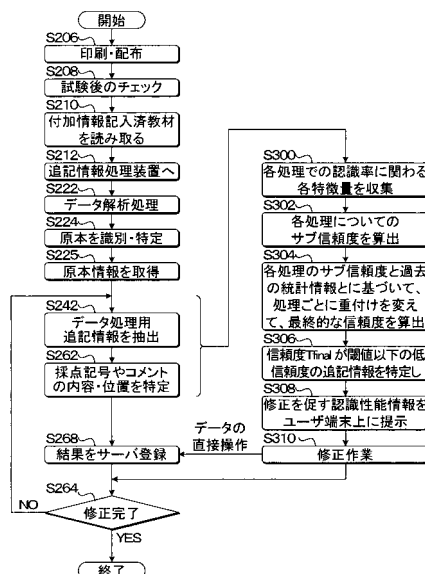 開始
S206
印刷・配布
S208
試験後のチェック
S210
付加情報記入済教材
を読み取る
S212
追記情報処理装置へ
S222
データ解析処理
S224
原本を識別・特定
S225
原本情報を取得
S242
データ処理用
追記情報を抽出
S262
採点記号やコメント
の内容・位置を特定
S268
結果をサーバ登録
S264
修正完了
NO
YES
終了
S300
各処理での認識率に関わる
各特徴量を収集
S302
各処理についての
サブ信頼度を算出
S304
各処理のサブ信頼度と過去
の統計情報とに基づいて、
処理ごとに重付けを変え
て、最終的な信頼度を算出
S306
信頼度Tfinalが閾値以下の低
信頼度の追記情報を特定し
S308
修正を促す認識性能情報を
ユーザ端末上に提示
S310
修正作業
データの
直接操作